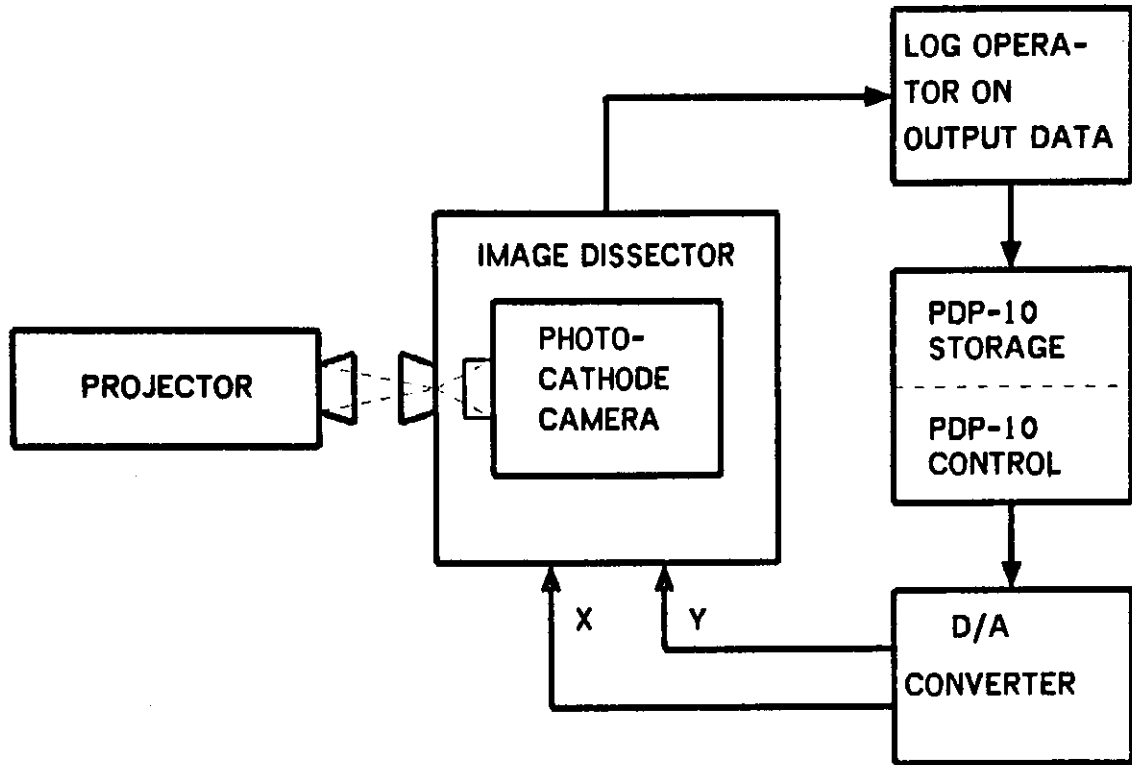 LOG OPERA-
TOR ON
OUTPUT DATA
IMAGE DISSECTOR
PROJECTOR
PHOTO-
CATHODE
CAMERA
PDP-10
STORAGE
PDP-10
CONTROL
X
Y
D/A
CONVERTER